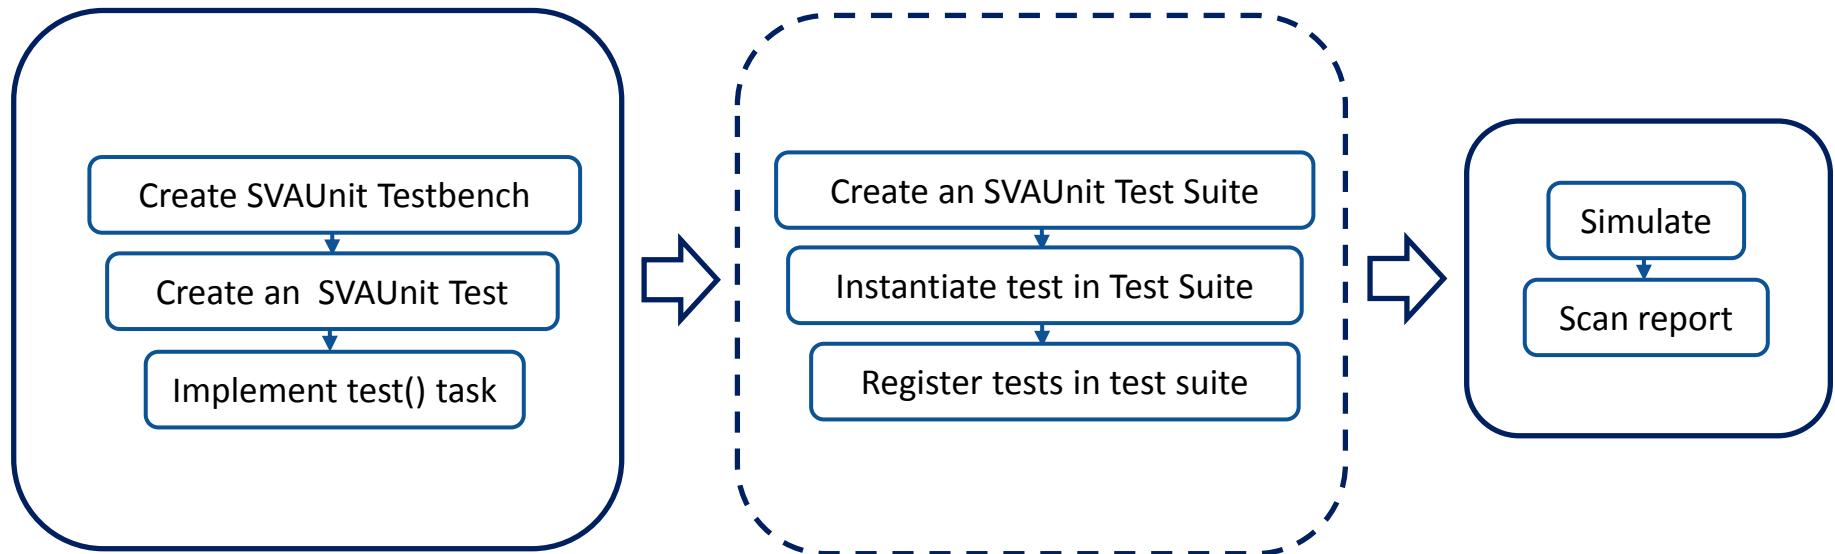 Create SVAUnit Testbench
Create an  SVAUnit Test
Implement test() task
Create an SVAUnit Test Suite
Instantiate test in Test Suite
Register tests in test suite
Simulate
Scan report